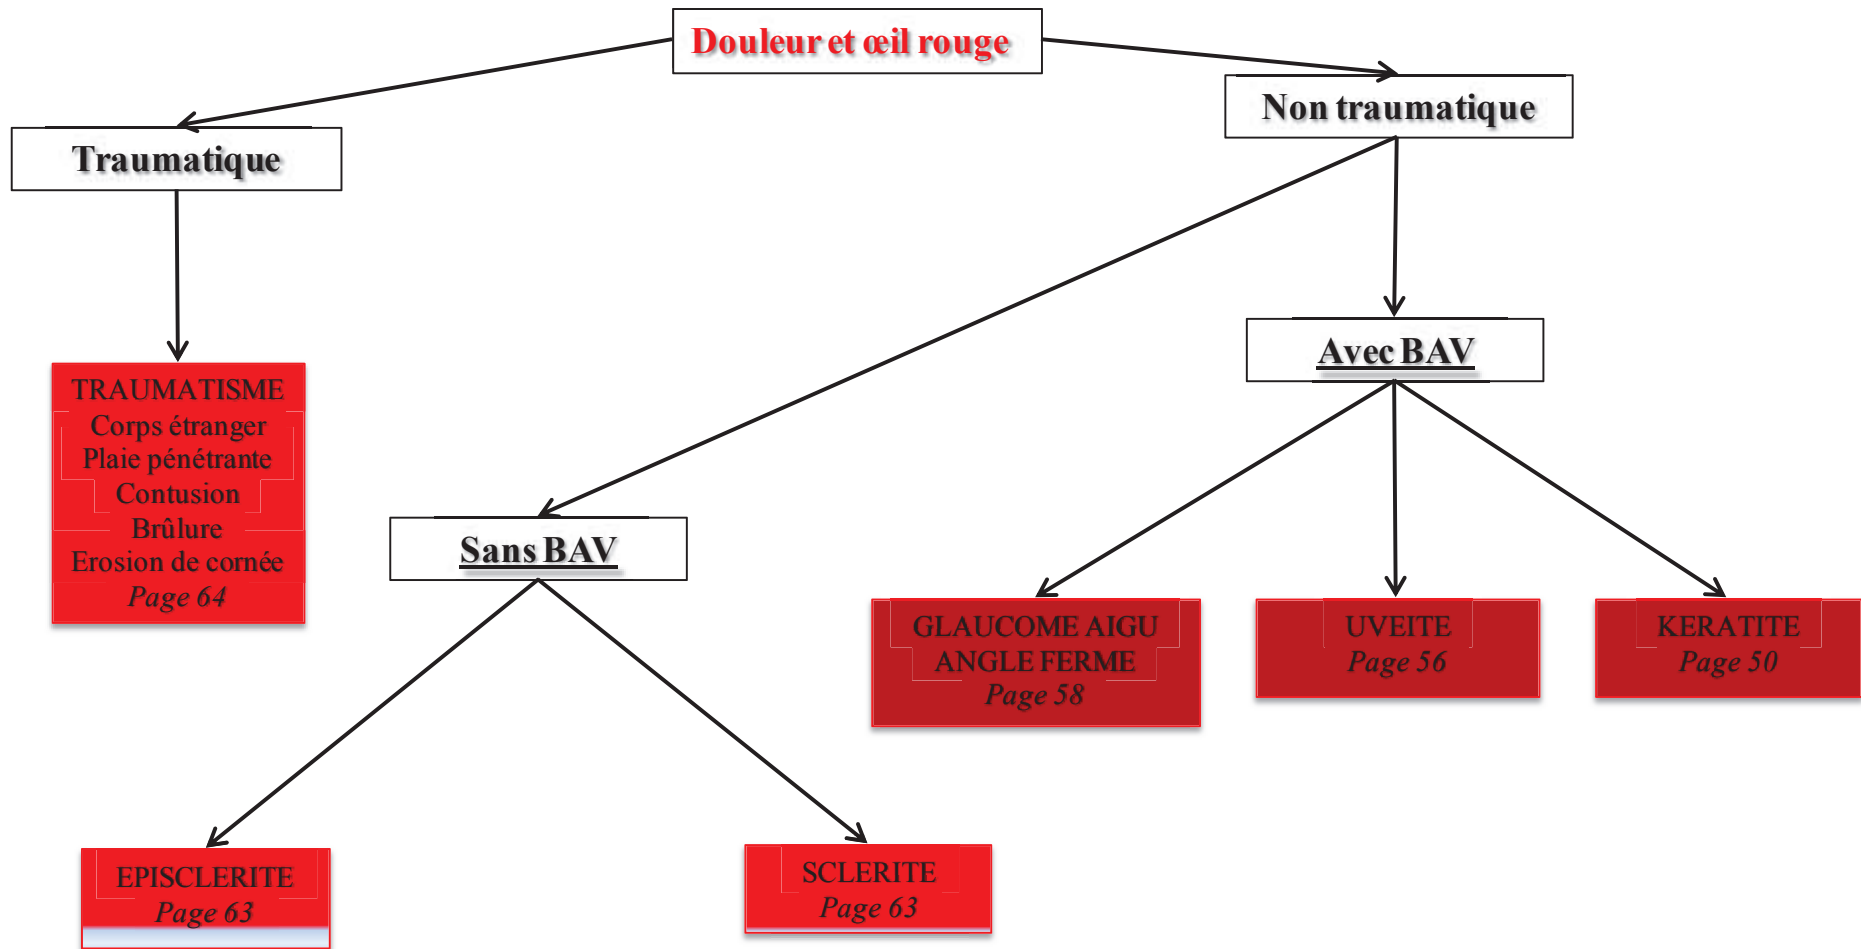 Douleur et œil rouge
Non traumatique
Traumatique
Avec BAV
TRAUMATISME
Corps étranger
Plaie pénétrante
Contusion
Brûlure
Erosion de cornée
Page 64
Sans BAV
GLAUCOME AIGU
ANGLE FERME
Page 58
UVEITE
Page 56
KERATITE
Page 50
EPISCLERITE
Page 63
SCLERITE
Page 63